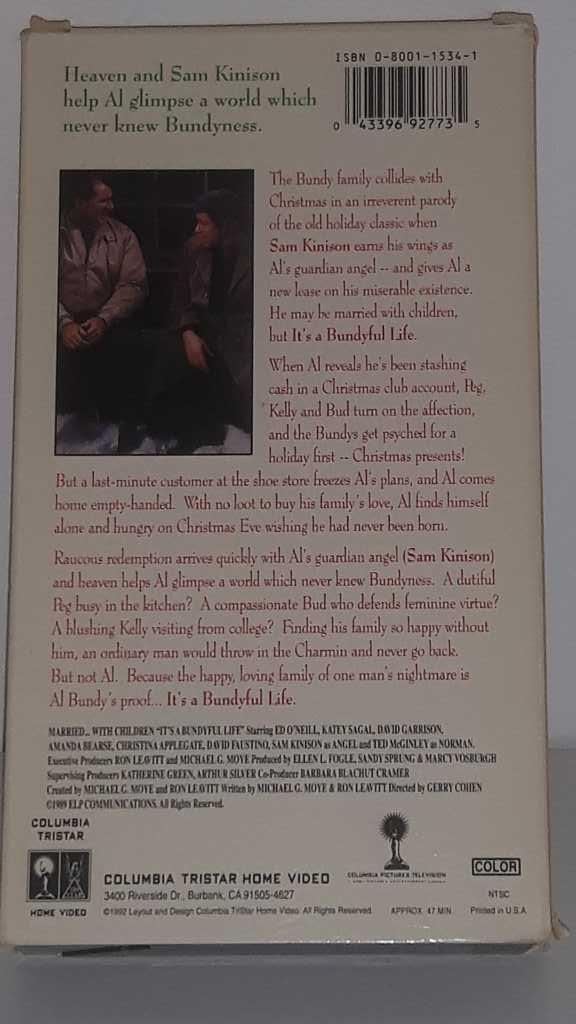 Heaven and Sam Kinison
help Al glimpse a world which
never knew Bundyness.
ISBN 0-8001-1534-1
0 43396 92773 5
The Bundy family collides with
Christmas in an irreverent parody
of the old holiday classic when
Sam Kinison earns his wings as
Al's guardian angel -- and gives Al a
new lease on his miserable existence.
He may be married with children,
but It's a Bundyful Life.
When Al reveals he's been stashing
cash in a Christmas club account, Peg,
Kelly and Bud turn on the affection,
and the Bundys get psyched for a
holiday first -- Christmas presents!
But a last-minute customer at the shoe store freezes Al's plans, and Al comes
home empty-handed. With no loot to buy his family's love, Al finds himself
alone and hungry on Christmas Eve wishing he had never been born.
Raucous redemption arrives quickly with Al's guardian angel (Sam Kinison)
and heaven helps Al glimpse a world which never knew Bundyness. A dutiful
Peg busy in the kitchen? A compassionate Bud who defends feminine virtue?
A blushing Kelly visiting from college? Finding his family so happy without
him, an ordinary man would throw in the Charmin and never go back.
But not Al. Because the happy, loving family of one man's nightmare is
Al Bundy's proof... It's a Bundyful Life.
MARRIED... WITH CHILDREN "IT'S A BUNDYFUL LIFE" Starring ED O'NEILL, KATEY SAGAL, DAVID GARRISON,
AMANDA BEARSE, CHRISTINA APPLEGATE, DAVID FAUSTINO, SAM KINISON as ANGEL and TED McGINLEY as NORMAN.
Executive Producers RON LEAVITT and MICHAEL G. MOYE Produced by ELLEN L. FOGLE, SANDY SPRUNG & MARCY VOSBURGH
Supervising Producers KATHERINE GREEN, ARTHUR SILVER Co-Producer BARBARA BLACHUT CRAMER
Created by MICHAEL G. MOYE and RON LEAVITT Written by MICHAEL G. MOYE & RON LEAVITT Directed by GERRY COHEN
©1989 ELP COMMUNICATIONS. All Rights Reserved.
COLUMBIA
TRISTAR
HOME VIDEO
COLUMBIA TRISTAR HOME VIDEO
3400 Riverside Dr., Burbank, CA 91505-4627
©1992 Layout and Design Columbia TriStar Home Video. All Rights Reserved.
COLUMBIA PICTURES TELEVISION
APPROX. 47 MIN.
COLOR
NTSC
Printed in U.S.A.